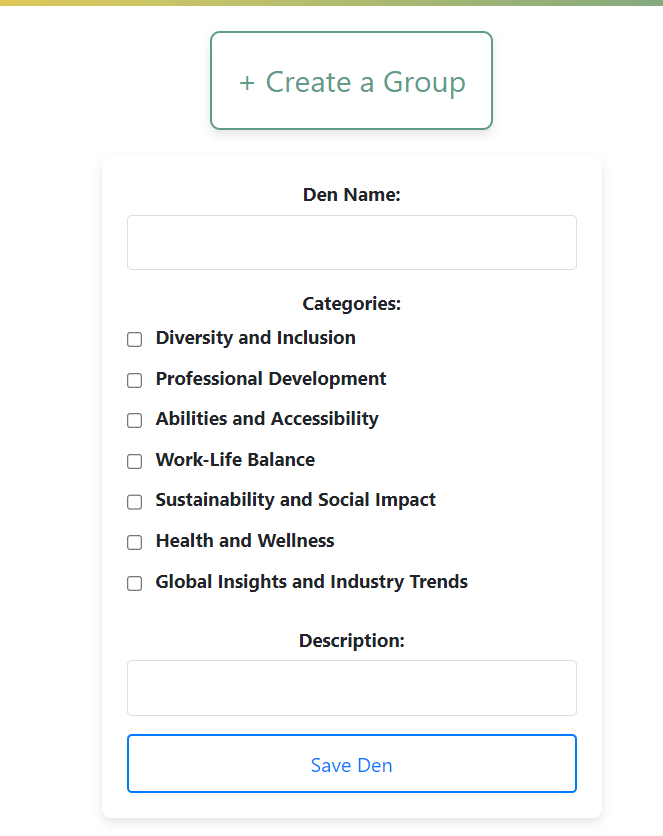 + Create a Group
Den Name:
Categories:
Diversity and Inclusion
Professional Development
Abilities and Accessibility
Work-Life Balance
Sustainability and Social Impact
Health and Wellness
Global Insights and Industry Trends
Description:
Save Den